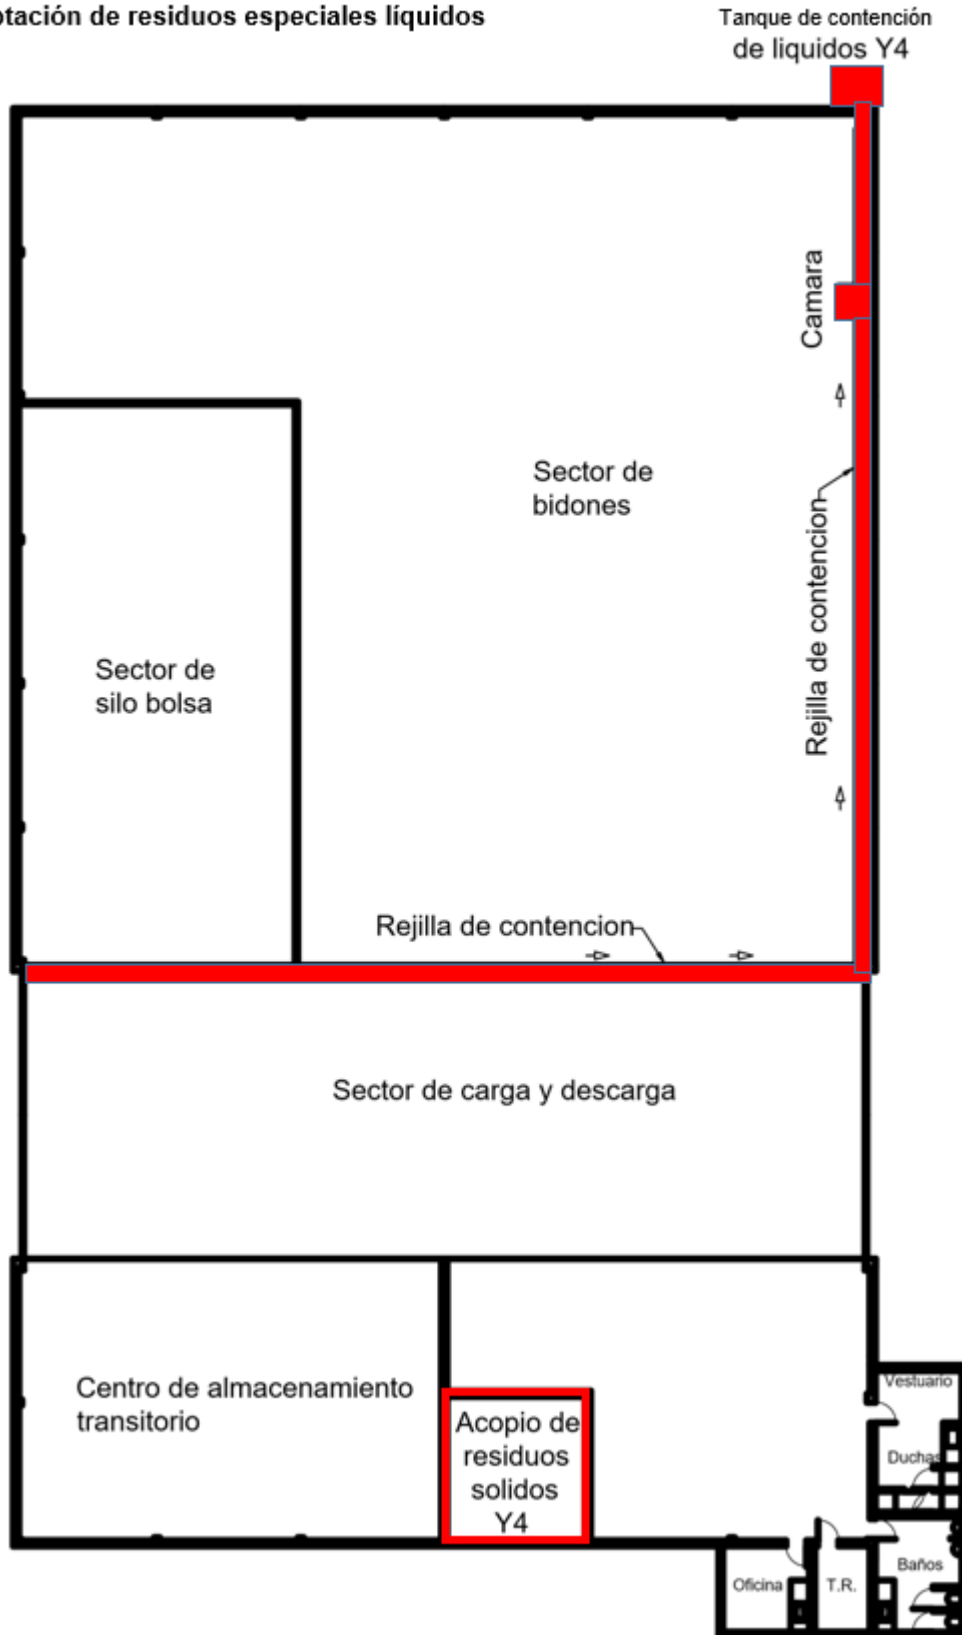 tación de residuos especiales líquidos
Tanque de contención
de liquidos Y4
Camara
Sector de
bidones
Rejilla de contencion
Sector de
silo bolsa
Rejilla de contencion
Sector de carga y descarga
Centro de almacenamiento
transitorio
Acopio de
residuos
solidos
Y4
Vestuario
Duchas
Baños
Oficina
T.R.